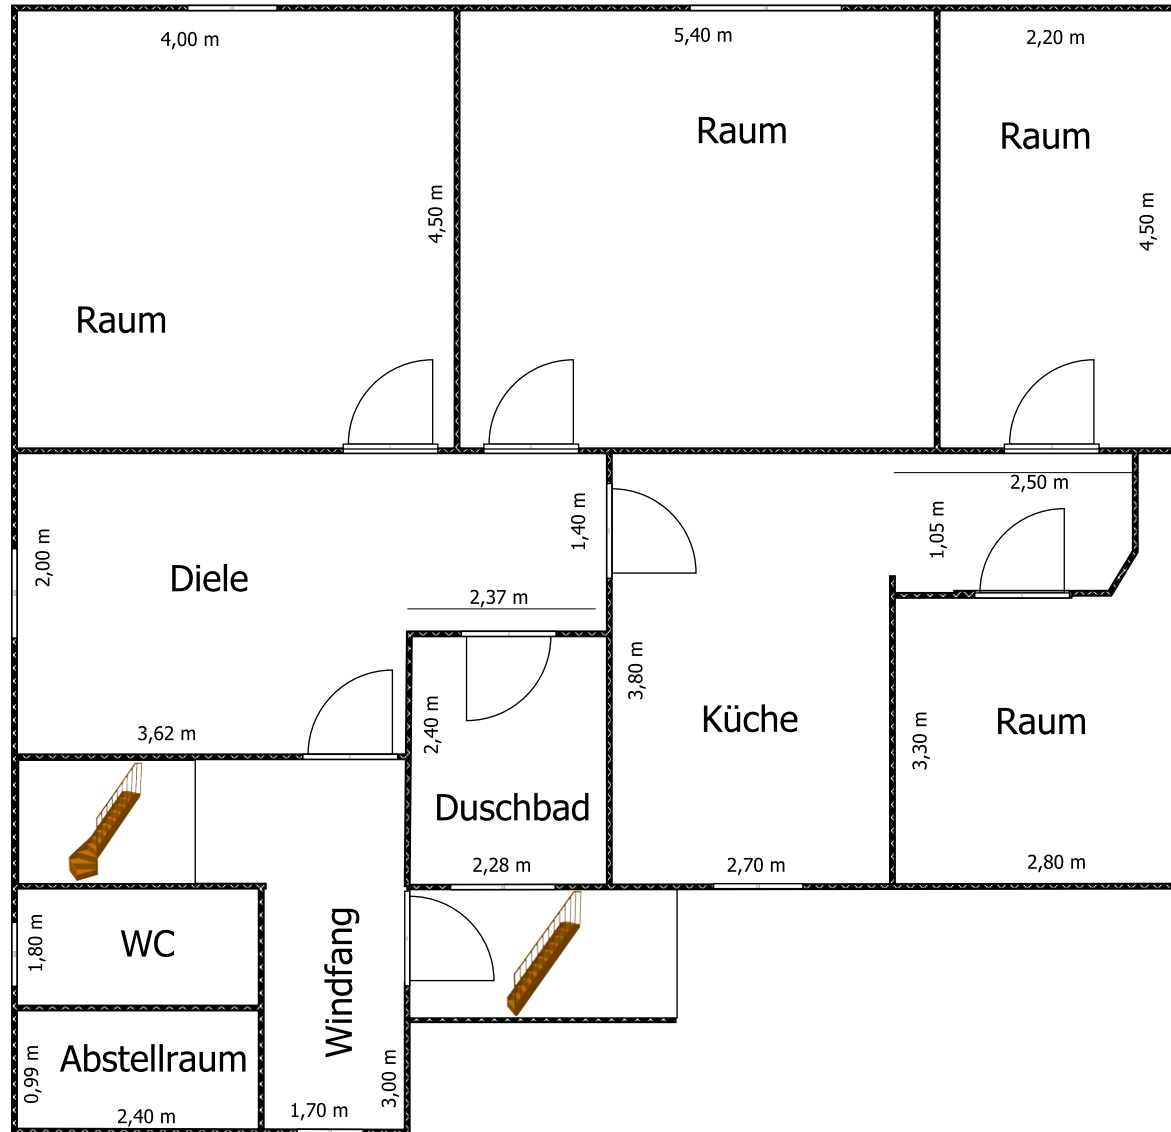 4,00 m
5,40 m
2,20 m
Raum
Raum
4,50 m
4,50 m
Raum
2,50 m
1,40 m
1,05 m
2,00 m
Diele
2,37 m
3,80 m
2,40 m
Küche
Raum
3,62 m
3,30 m
Duschbad
2,28 m
2,70 m
2,80 m
1,80 m
WC
Windfang
Abstellraum
0,99 m
3,00 m
2,40 m
1,70 m